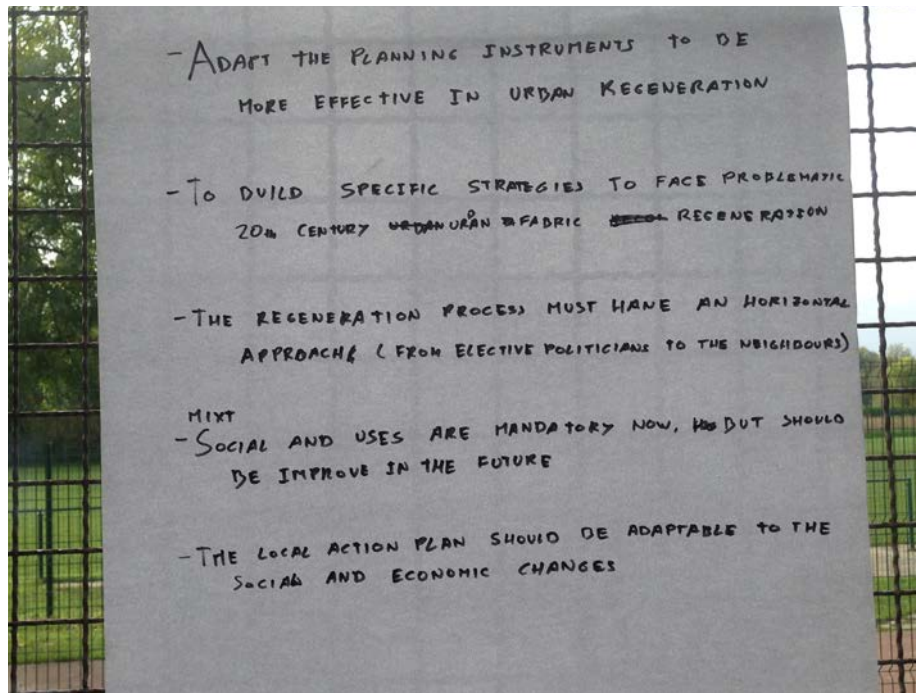 - ADAPT THE PLANNING INSTRUMENTS TO BE
MORE EFFECTIVE IN URBAN REGENERATION
- TO BUILD SPECIFIC STRATEGIES TO FACE PROBLEMATIC
20th CENTURY URBAN FABRIC REGENERATION
- THE REGENERATION PROCESS MUST HANE AN HORIZONTAL
APPROACH (FROM ELECTIVE POLITICIANS TO THE NEIGHBOURS)
MIXT
- SOCIAL AND USES ARE MANDATORY NOW, BUT SHOULD
BE IMPROVE IN THE FUTURE
- THE LOCAL ACTION PLAN SHOULD BE ADAPTABLE TO THE
SOCIAL AND ECONOMIC CHANGES